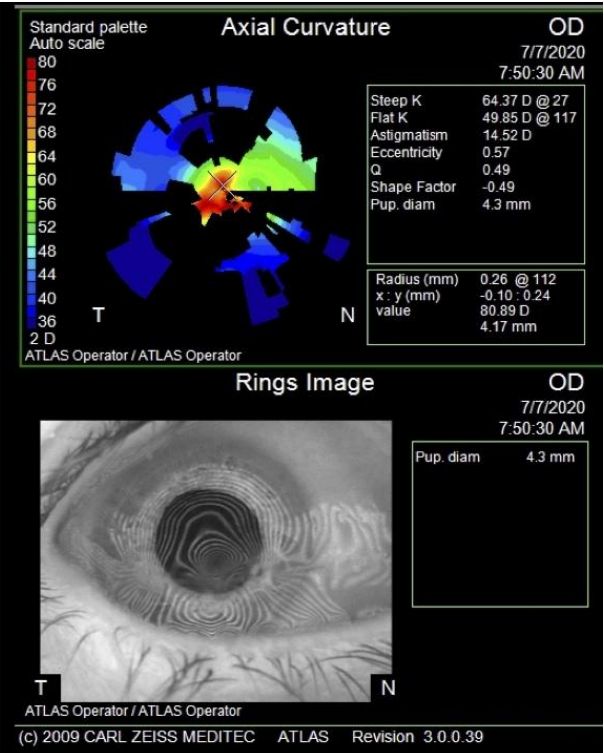 Standard palette
Auto scale
Axial Curvature
OD
7/7/2020
7:50:30 AM
80
76
72
68
64
60
56
52
48
44
40
36
2 D
T
N
Steep K 64.37 D @ 27
Flat K 49.85 D @ 117
Astigmatism 14.52 D
Eccentricity 0.57
Q 0.49
Shape Factor -0.49
Pup. diam 4.3 mm
Radius (mm) 0.26 @ 112
x : y (mm) -0.10 : 0.24
value 80.89 D
4.17 mm
ATLAS Operator / ATLAS Operator
Rings Image
OD
7/7/2020
7:50:30 AM
Pup. diam 4.3 mm
T
N
ATLAS Operator / ATLAS Operator
(c) 2009 CARL ZEISS MEDITEC ATLAS Revision 3.0.0.39